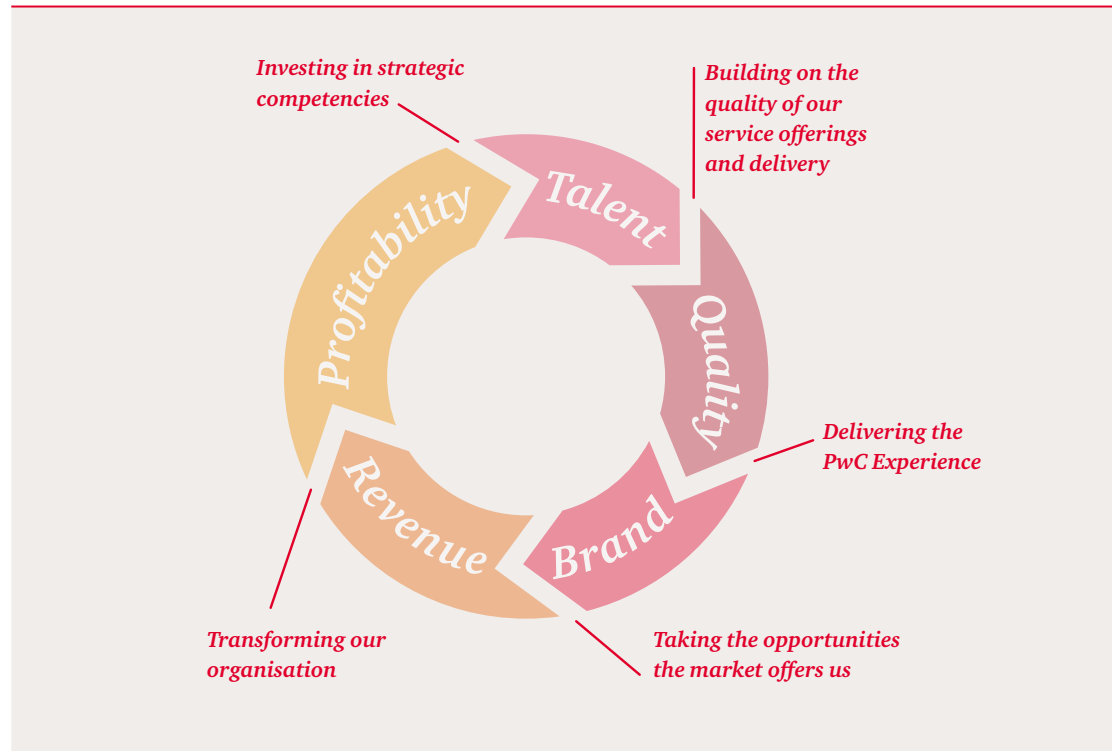 Investing in strategic
competencies
Building on the
quality of our
service offerings
and delivery
Talent
Profitability
Quality
Delivering the
PwC Experience
Revenue
Brand
Transforming our
organisation
Taking the opportunities
the market offers us